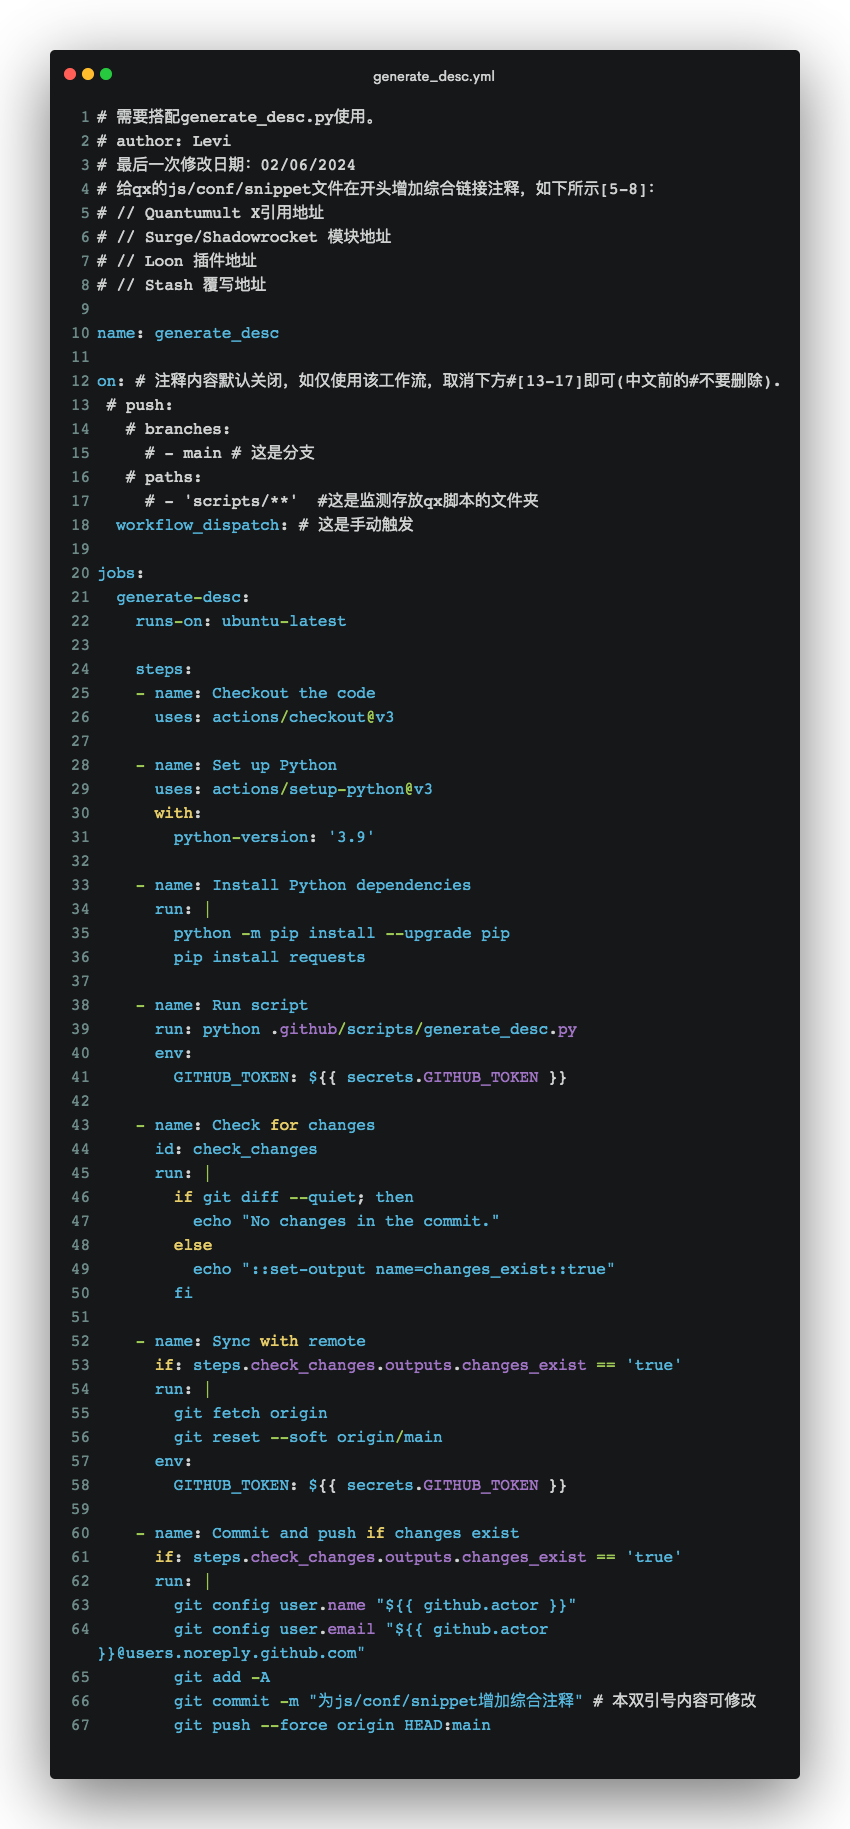 generate_desc.yml
1 # 需要搭配generate_desc.py使用。
2 # author: Levi
3 # 最后一次修改日期: 02/06/2024
4 # 给qx的js/conf/snippet文件在开头增加综合链接注释, 如下所示[5-8]:
5 # // Quantumult X引用地址
6 # // Surge/Shadowrocket 模块地址
7 # // Loon 插件地址
8 # // Stash 覆写地址
9
10 name: generate_desc
11
12 on: # 注释内容默认关闭, 如仅使用该工作流, 取消下方#[13-17]即可(中文前的#不要删除).
13  # push:
14    # branches:
15      # - main # 这是分支
16    # paths:
17      # - 'scripts/**'  #这是监测存放qx脚本的文件夹
18   workflow_dispatch: # 这是手动触发
19
20 jobs:
21   generate-desc:
22     runs-on: ubuntu-latest
23
24     steps:
25     - name: Checkout the code
26       uses: actions/checkout@v3
27
28     - name: Set up Python
29       uses: actions/setup-python@v3
30       with:
31         python-version: '3.9'
32
33     - name: Install Python dependencies
34       run: |
35         python -m pip install --upgrade pip
36         pip install requests
37
38     - name: Run script
39       run: python .github/scripts/generate_desc.py
40       env:
41         GITHUB_TOKEN: ${{ secrets.GITHUB_TOKEN }}
42
43     - name: Check for changes
44       id: check_changes
45       run: |
46         if git diff --quiet; then
47           echo "No changes in the commit."
48         else
49           echo "::set-output name=changes_exist::true"
50         fi
51
52     - name: Sync with remote
53       if: steps.check_changes.outputs.changes_exist == 'true'
54       run: |
55         git fetch origin
56         git reset --soft origin/main
57       env:
58         GITHUB_TOKEN: ${{ secrets.GITHUB_TOKEN }}
59
60     - name: Commit and push if changes exist
61       if: steps.check_changes.outputs.changes_exist == 'true'
62       run: |
63         git config user.name "${{ github.actor }}"
64         git config user.email "${{ github.actor
}}@users.noreply.github.com"
65         git add -A
66         git commit -m "为js/conf/snippet增加综合注释" # 本双引号内容可修改
67         git push --force origin HEAD:main